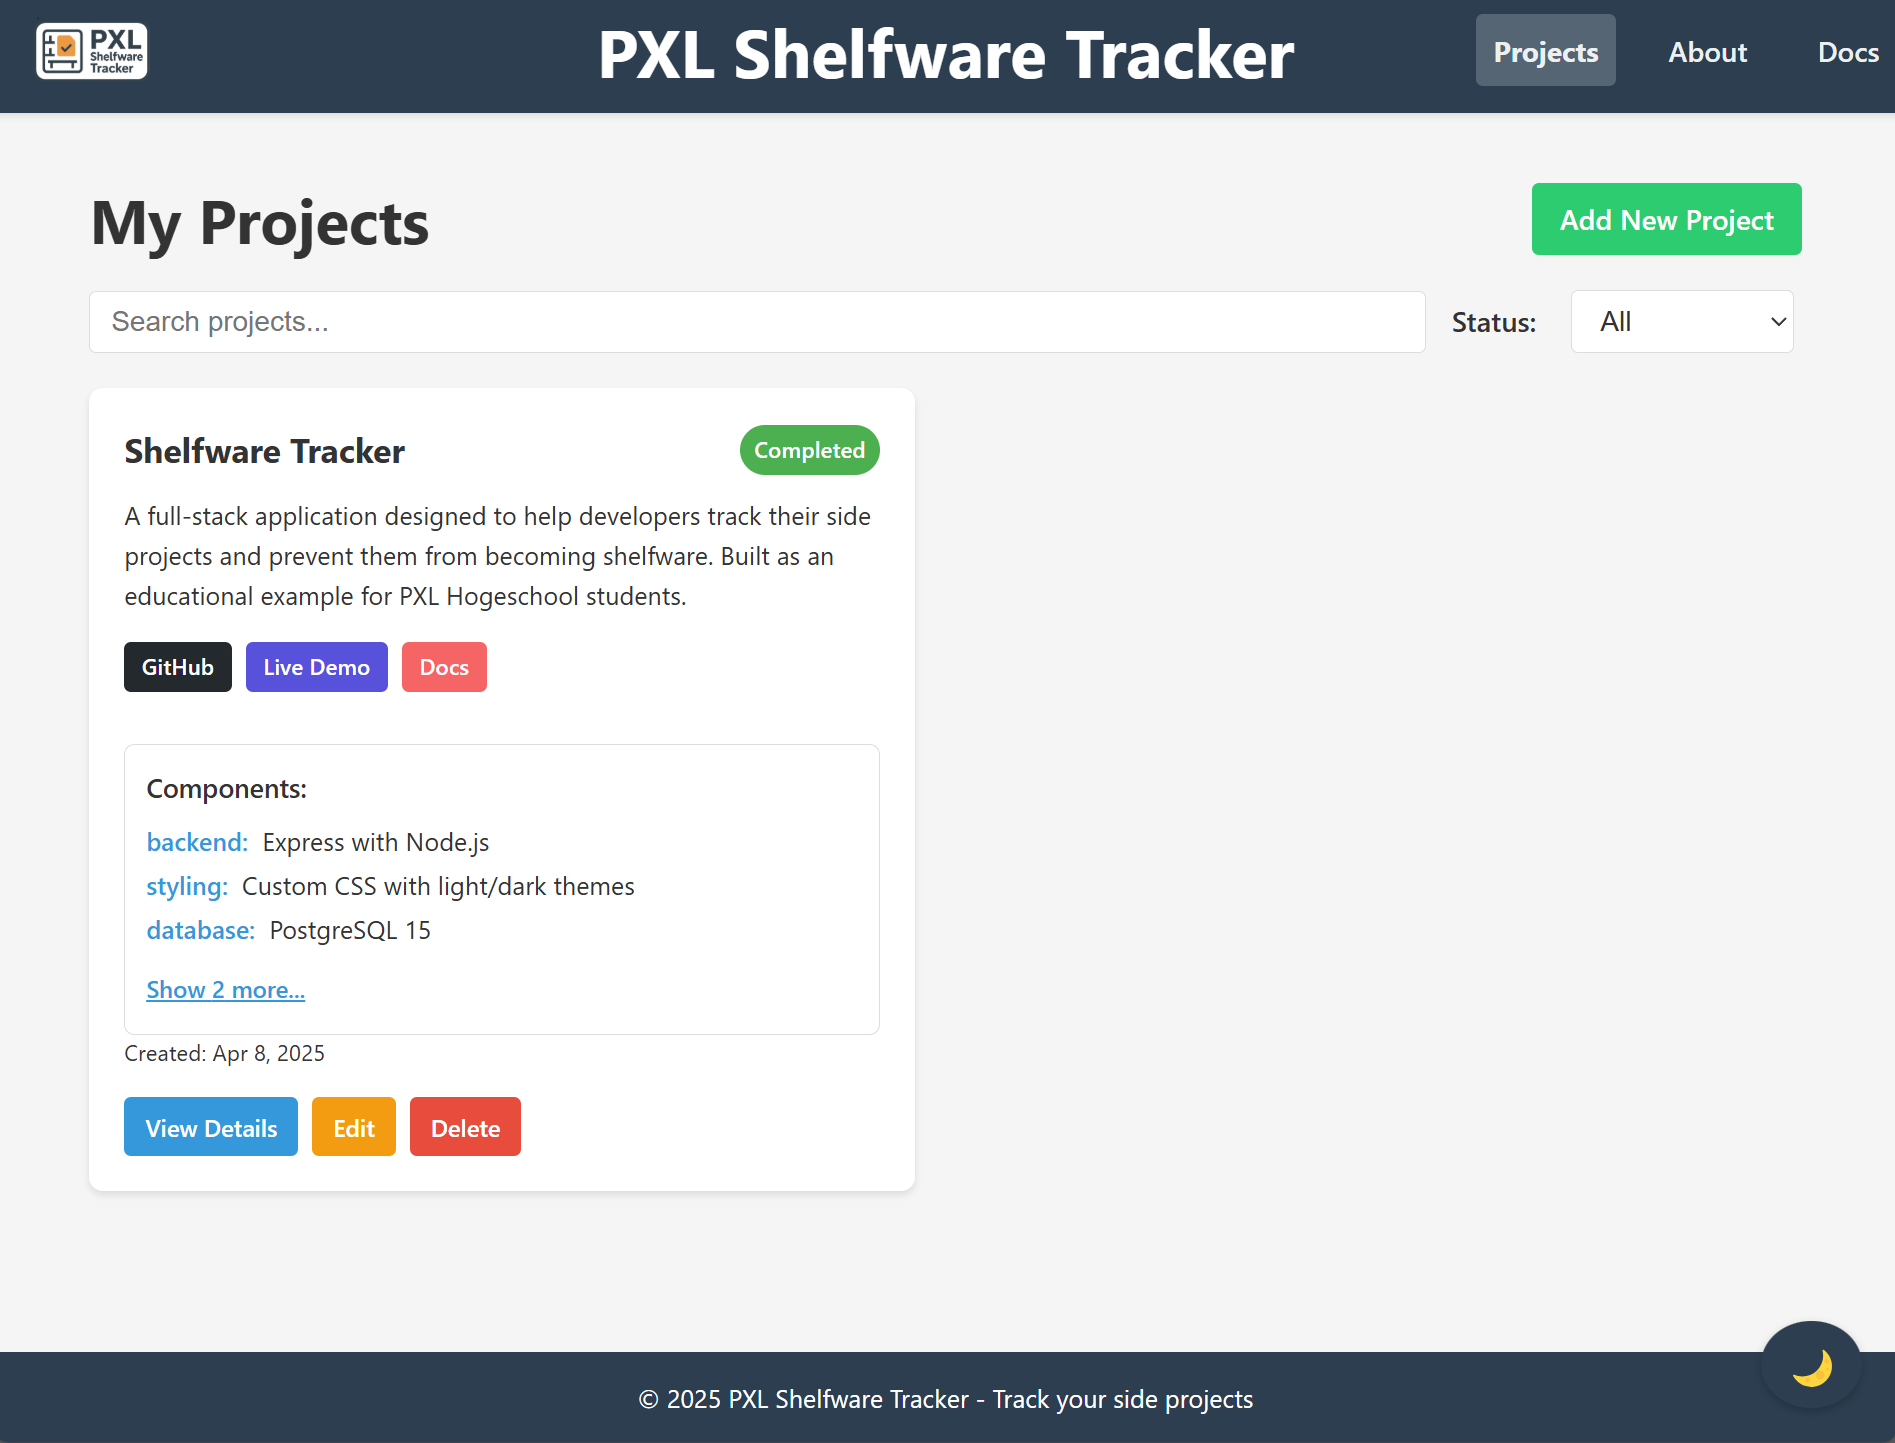 PXL
Shelfware
Tracker
PXL Shelfware Tracker
Projects
About
Docs
My Projects
Add New Project
Search projects...
Status:
All
Shelfware Tracker
Completed
A full-stack application designed to help developers track their side
projects and prevent them from becoming shelfware. Built as an
educational example for PXL Hogeschool students.
GitHub
Live Demo
Docs
Components:
backend: Express with Node.js
styling: Custom CSS with light/dark themes
database: PostgreSQL 15
Show 2 more...
Created: Apr 8, 2025
View Details
Edit
Delete
© 2025 PXL Shelfware Tracker - Track your side projects